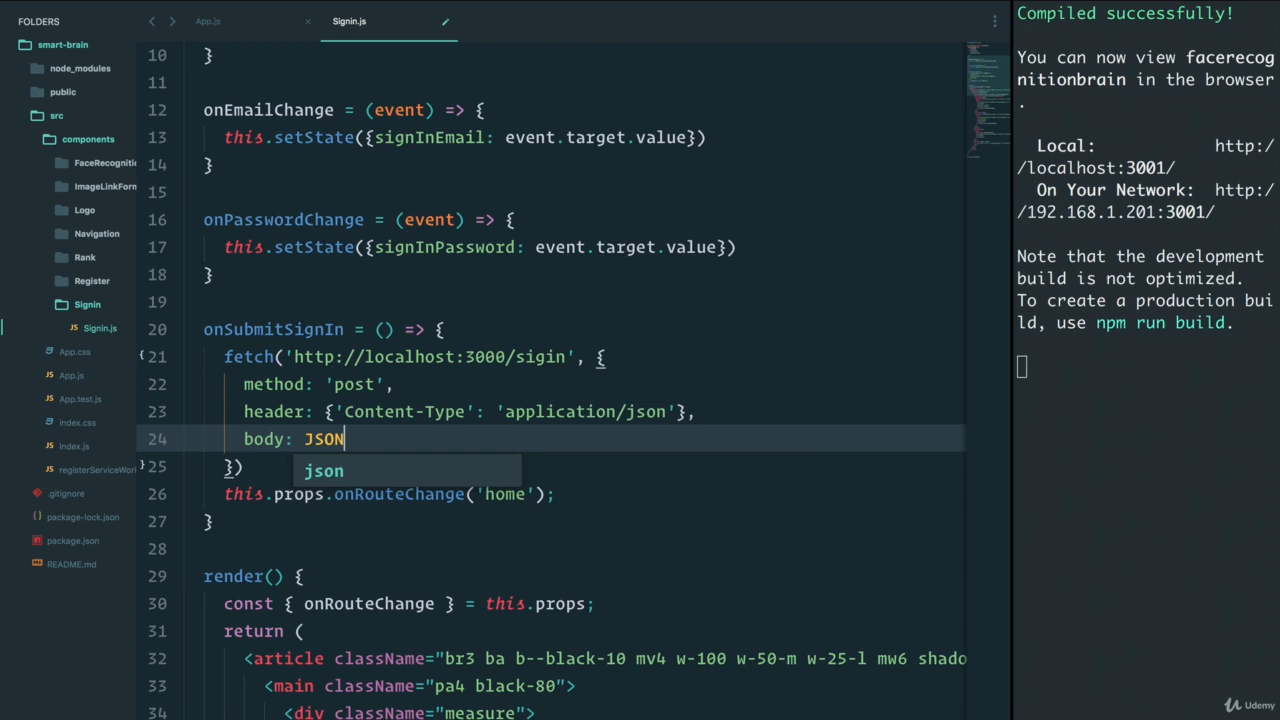 FOLDERS
smart-brain
node_modules
public
src
components
FaceRecognitio
ImageLinkForm
Logo
Navigation
Rank
Register
Signin
JS Signin.js
App.css
JS App.js
JS App.test.js
index.css
JS index.js
JS registerServiceWork
.gitignore
package-lock.json
package.json
README.md
App.js
Signin.js
10 }
11
12 onEmailChange = (event) => {
13 this.setState({signInEmail: event.target.value})
14 }
15
16 onPasswordChange = (event) => {
17 this.setState({signInPassword: event.target.value})
18 }
19
20 onSubmitSignIn = () => {
21 fetch('http://localhost:3000/sigin', {
22 method: 'post',
23 header: {'Content-Type': 'application/json'},
24 body: JSON
json
25 })
26 this.props.onRouteChange('home');
27 }
28
29 render() {
30 const { onRouteChange } = this.props;
31 return (
32 <article className="br3 ba b--black-10 mv4 w-100 w-50-m w-25-l mw6 shado
33 <main className="pa4 black-80">
34 <div className="measure">
Compiled successfully!
You can now view facerecog
nitionbrain in the browser
.
Local: http:/
/localhost:3001/
On Your Network: http:/
/192.168.1.201:3001/
Note that the development
build is not optimized.
To create a production bui
ld, use npm run build.
Udemy